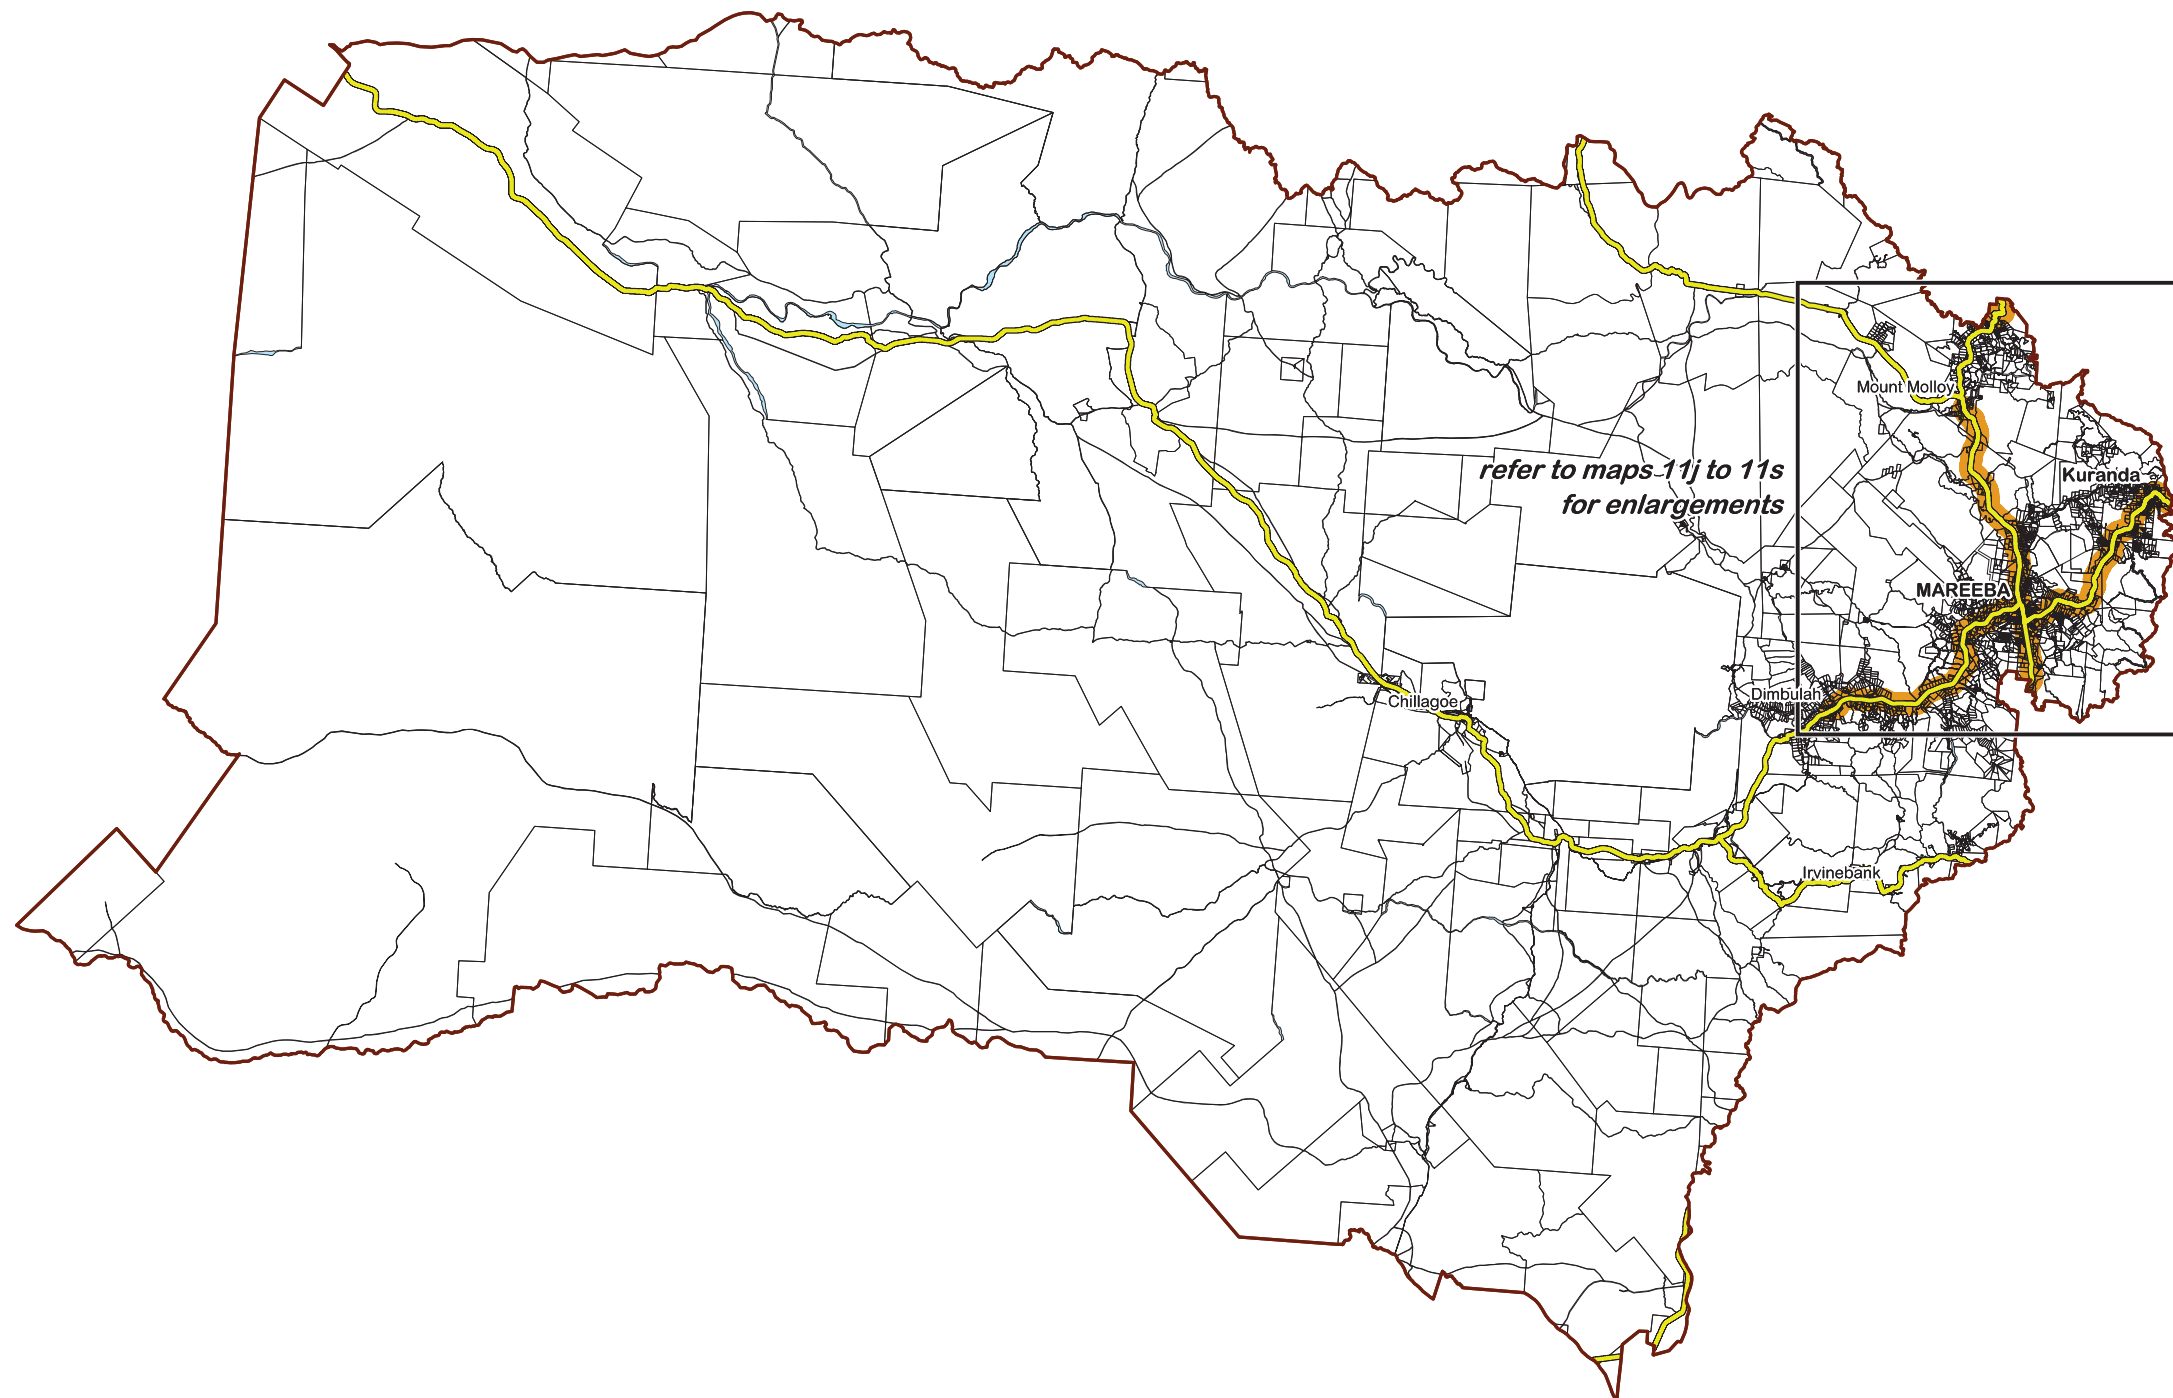 Mount Molloy
refer to maps 11j to 11s
for enlargements
Kuranda
MAREEBA
Dimbulah
Chillagoe
Irvinebank